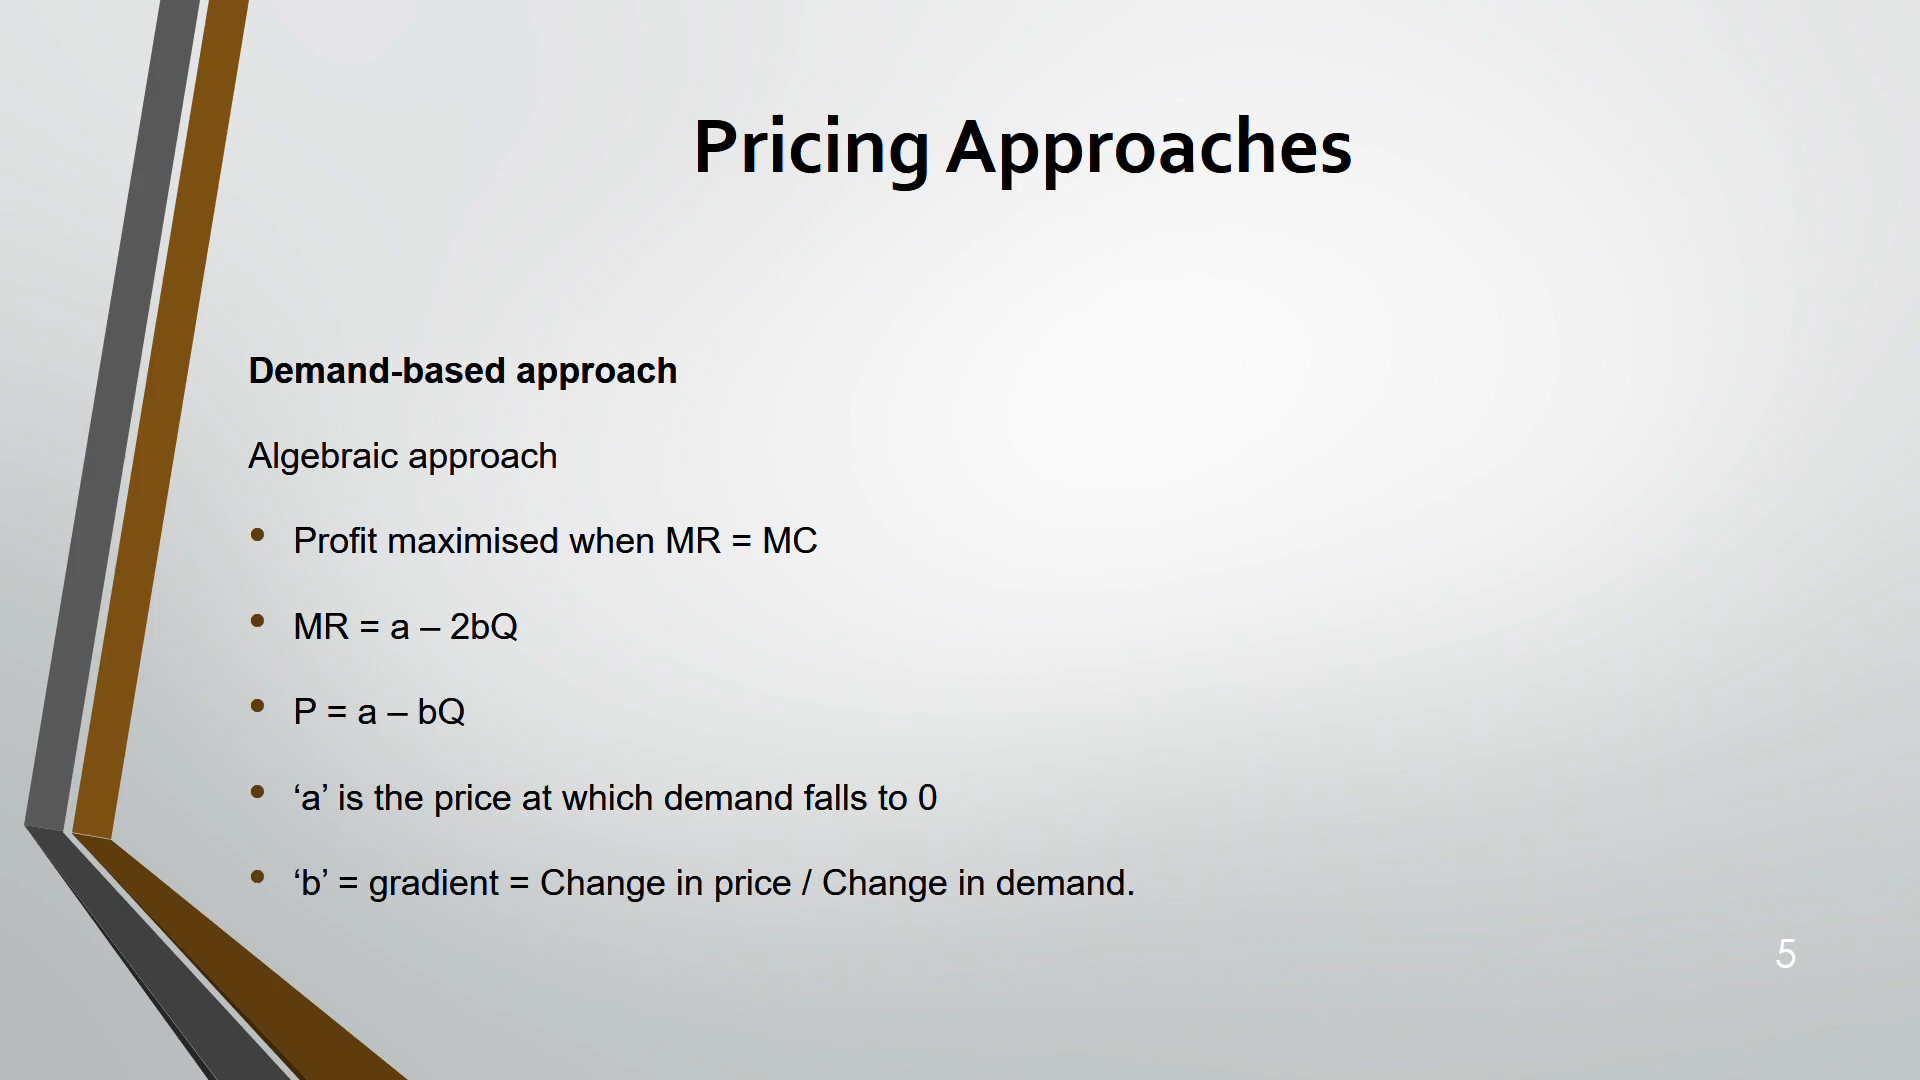 Pricing Approaches
Demand-based approach
Algebraic approach
• Profit maximised when MR = MC
• MR = a – 2bQ
• P = a – bQ
• ‘a’ is the price at which demand falls to 0
• ‘b’ = gradient = Change in price / Change in demand.
5